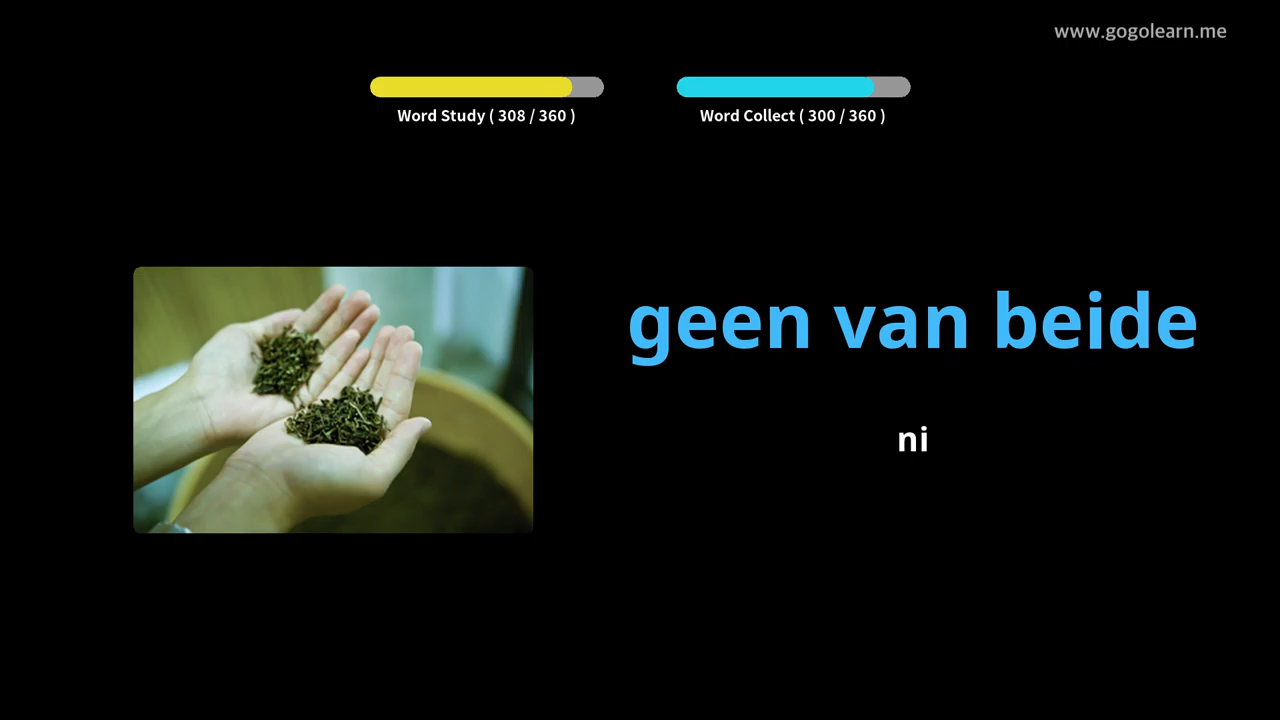 www.gogolearn.me
Word Study ( 308 / 360 )
Word Collect ( 300 / 360 )
geen van beide
ni